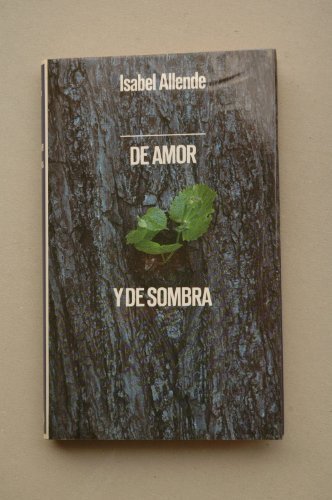 Isabel Allende
DE AMOR
Y DE SOMBRA